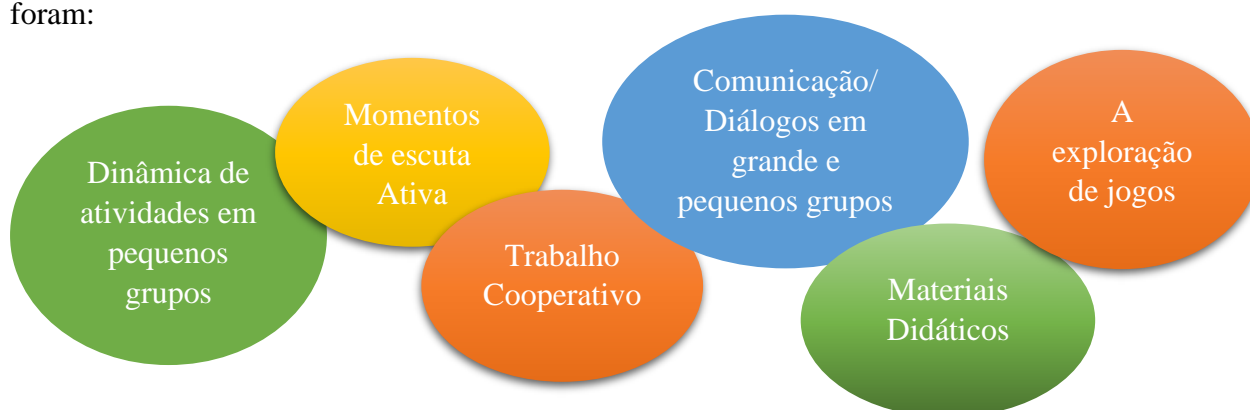 foram:
Dinâmica de
atividades em
pequenos
grupos
Momentos
de escuta
Ativa
Trabalho
Cooperativo
Comunicação/
Diálogos em
grande e
pequenos grupos
Materiais
Didáticos
A
exploração
de jogos